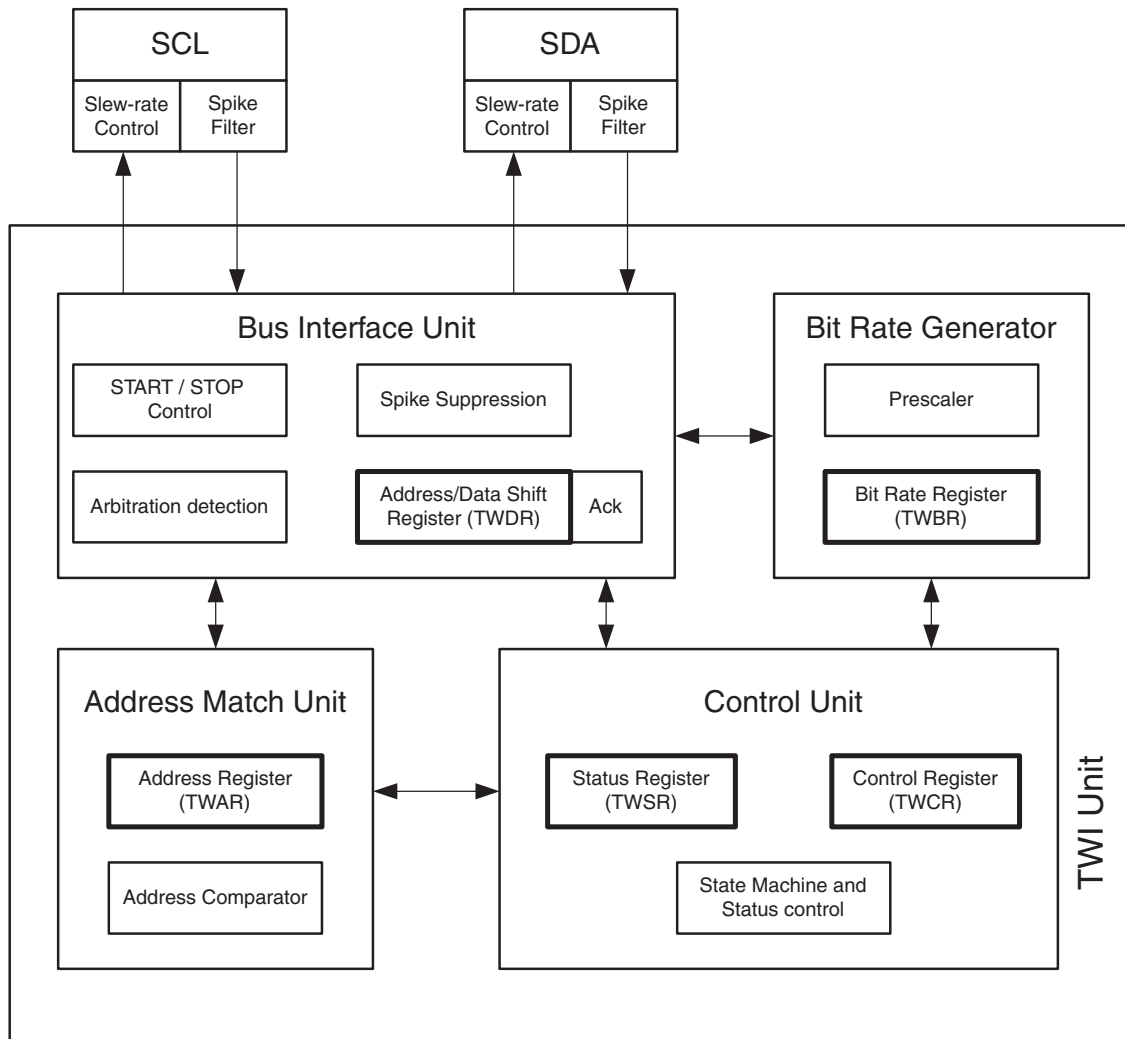 SCL
SDA
Slew-rate
Control
Spike
Filter
Slew-rate
Control
Spike
Filter
Bus Interface Unit
Bit Rate Generator
START / STOP
Control
Spike Suppression
Prescaler
Arbitration detection
Address/Data Shift
Register (TWDR)
Ack
Bit Rate Register
(TWBR)
Address Match Unit
Control Unit
Address Register
(TWAR)
Status Register
(TWSR)
Control Register
(TWCR)
Address Comparator
State Machine and
Status control
TWI Unit